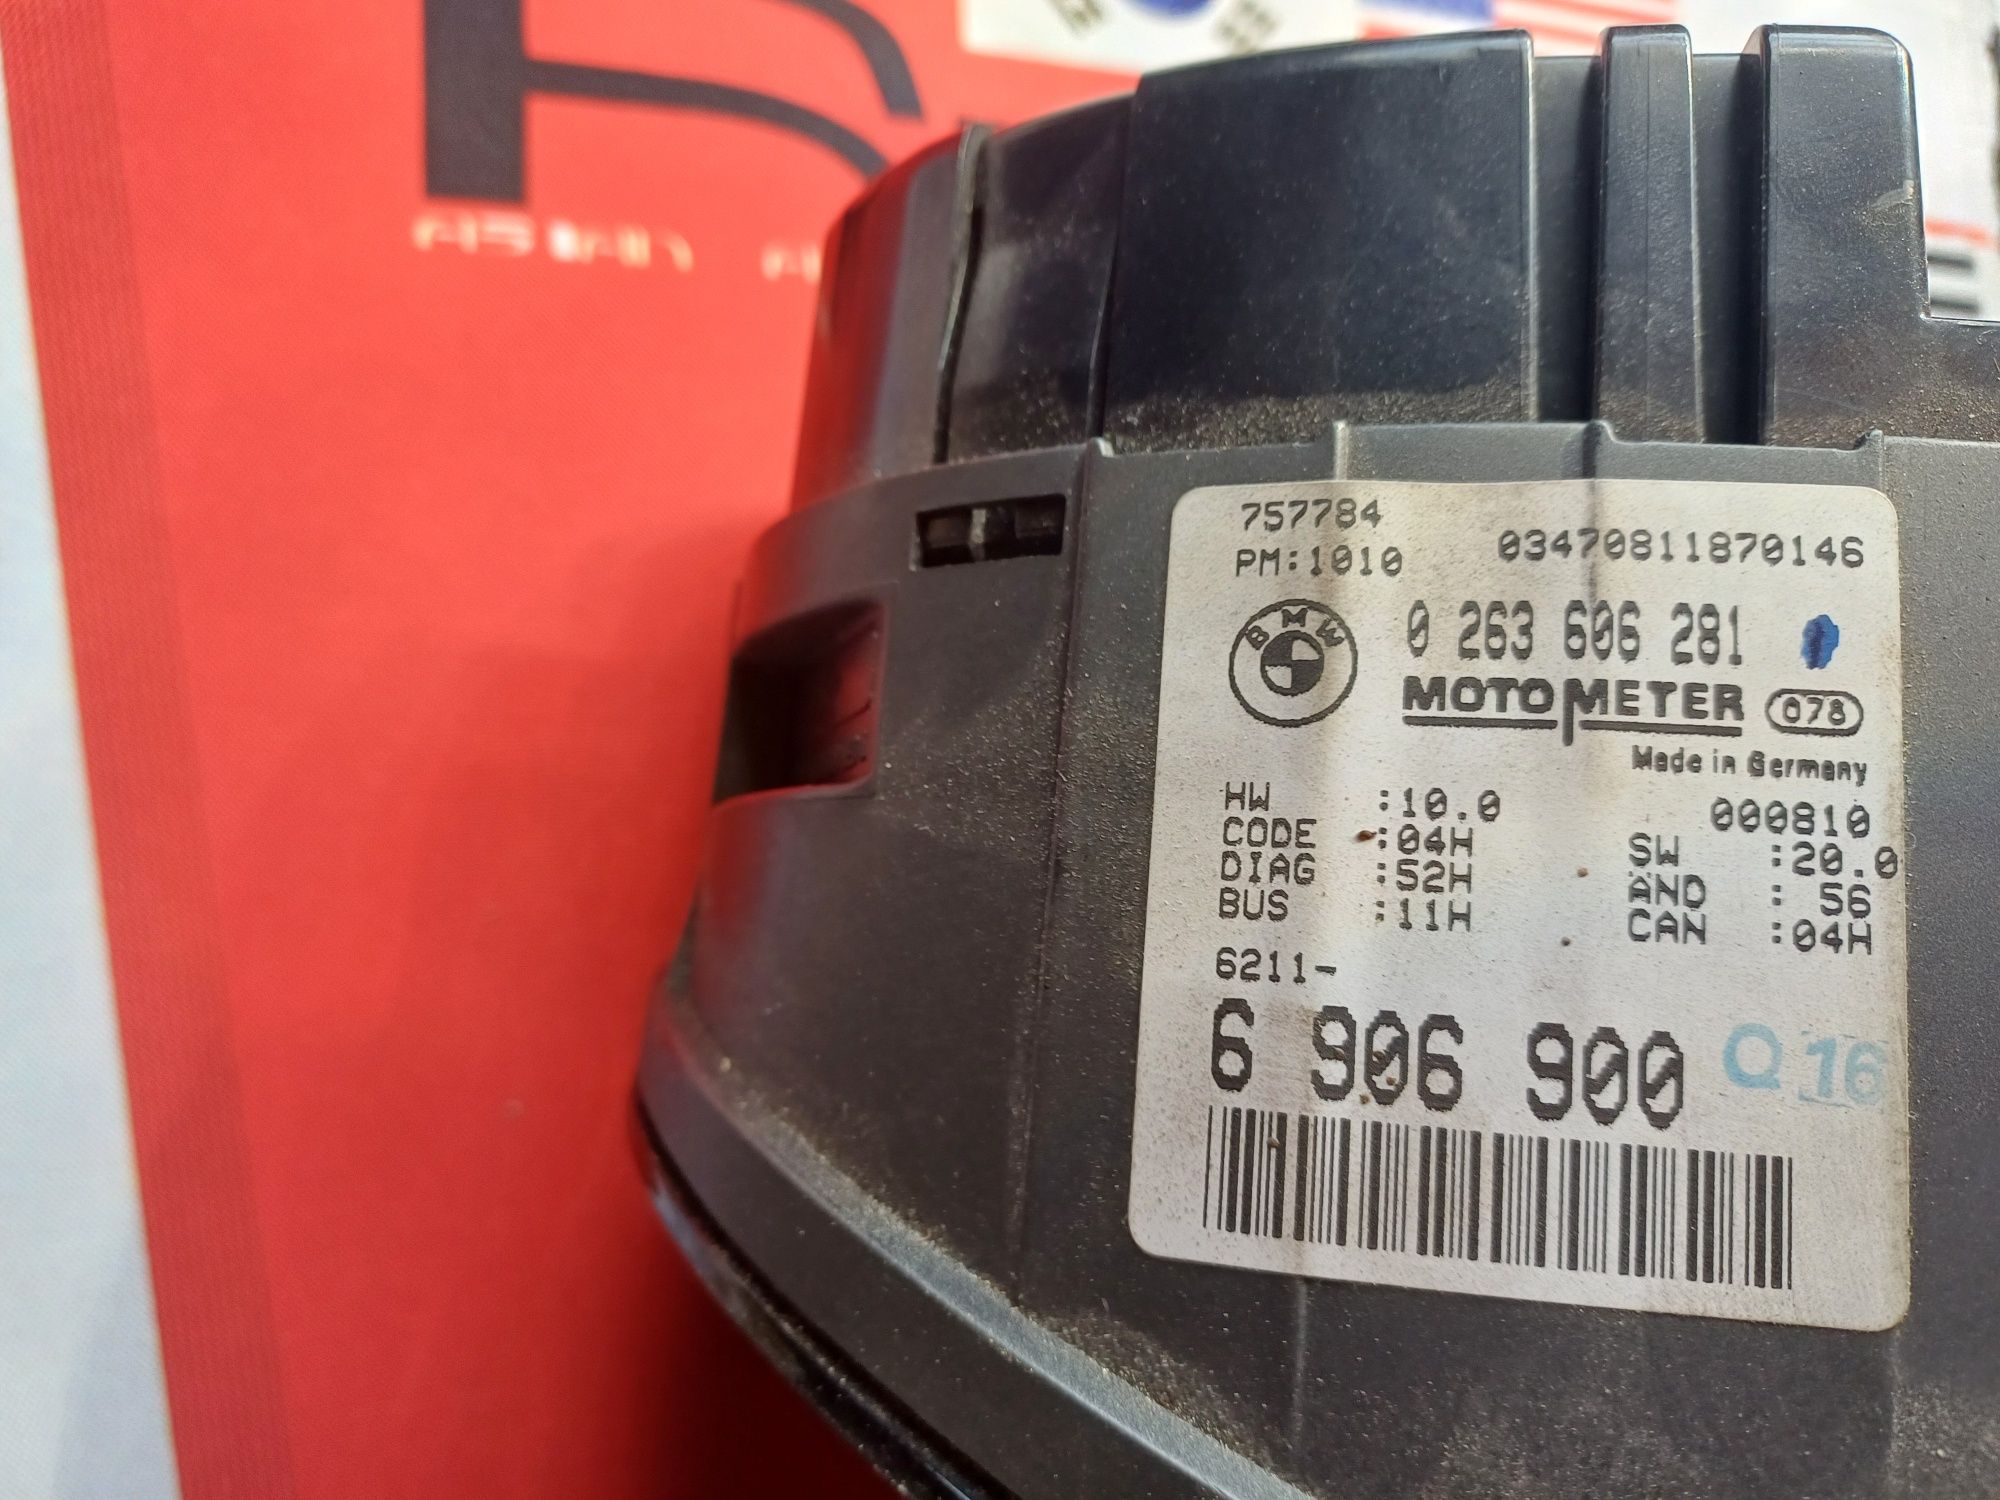 757784
PM:1010 03470811870146
BMW 0 263 606 281
MOTOMETER 078
Made in Germany
HW :10.0 000810
CODE :04H SW :20.0
DIAG :52H AND : 56
BUS :11H CAN :04H
6211-
6 906 900 Q 16